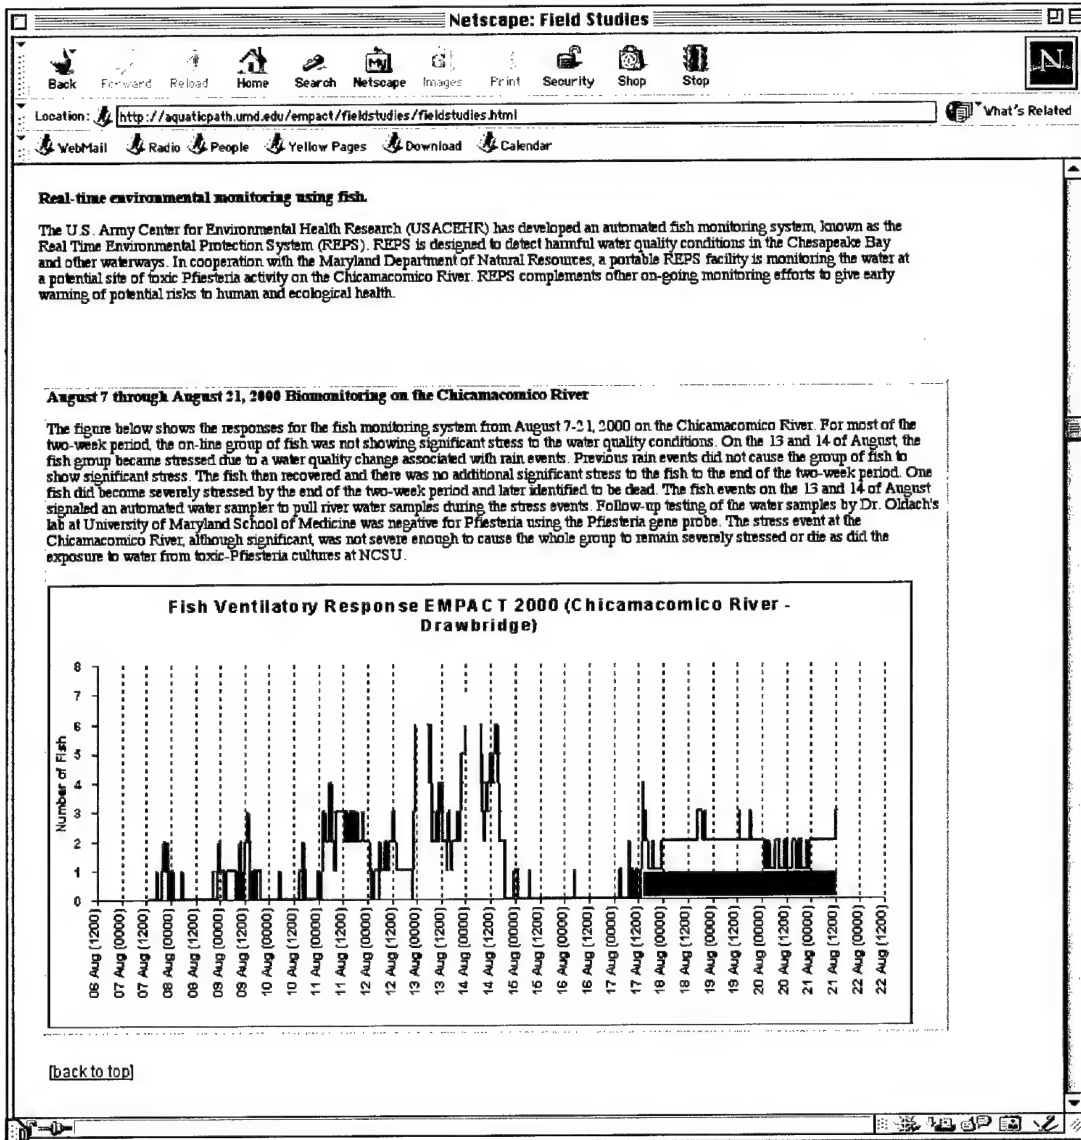 Netscape: Field Studies
Back Forward Reload Home Search Netscape Images Print Security Shop Stop
N
Location: http://aquaticpath.umd.edu/empact/fieldstudies/fieldstudies.html What's Related
WebMail Radio People Yellow Pages Download Calendar
Real-time environmental monitoring using fish.
The U.S. Army Center for Environmental Health Research (USACEHR) has developed an automated fish monitoring system, known as the
Real Time Environmental Protection System (REPS). REPS is designed to detect harmful water quality conditions in the Chesapeake Bay
and other waterways. In cooperation with the Maryland Department of Natural Resources, a portable REPS facility is monitoring the water at
a potential site of toxic Pfiesteria activity on the Chicamacomico River. REPS complements other on-going monitoring efforts to give early
warning of potential risks to human and ecological health.
August 7 through August 21, 2000 Biomonitoring on the Chicamacomico River
The figure below shows the responses for the fish monitoring system from August 7-21, 2000 on the Chicamacomico River. For most of the
two-week period, the on-line group of fish was not showing significant stress to the water quality conditions. On the 13 and 14 of August, the
fish group became stressed due to a water quality change associated with rain events. Previous rain events did not cause the group of fish to
show significant stress. The fish then recovered and there was no additional significant stress to the fish to the end of the two-week period. One
fish did become severely stressed by the end of the two-week period and later identified to be dead. The fish events on the 13 and 14 of August
signaled an automated water sampler to pull river water samples during the stress events. Follow-up testing of the water samples by Dr. Oldach's
lab at University of Maryland School of Medicine was negative for Pfiesteria using the Pfiesteria gene probe. The stress event at the
Chicamacomico River, although significant, was not severe enough to cause the whole group to remain severely stressed or die as did the
exposure to water from toxic-Pfiesteria cultures at NCSU.
Fish Ventilatory Response EMPACT 2000 (Chicamacomico River -
Drawbridge)
Number of Fish
8
7
6
5
4
3
2
1
0
06 Aug (1200)
07 Aug (0000)
07 Aug (1200)
08 Aug (0000)
08 Aug (1200)
09 Aug (0000)
09 Aug (1200)
10 Aug (0000)
10 Aug (1200)
11 Aug (0000)
11 Aug (1200)
12 Aug (0000)
12 Aug (1200)
13 Aug (0000)
13 Aug (1200)
14 Aug (0000)
14 Aug (1200)
15 Aug (0000)
15 Aug (1200)
16 Aug (0000)
16 Aug (1200)
17 Aug (0000)
17 Aug (1200)
18 Aug (0000)
18 Aug (1200)
19 Aug (0000)
19 Aug (1200)
20 Aug (0000)
20 Aug (1200)
21 Aug (0000)
21 Aug (1200)
22 Aug (0000)
22 Aug (1200)
[back to top]